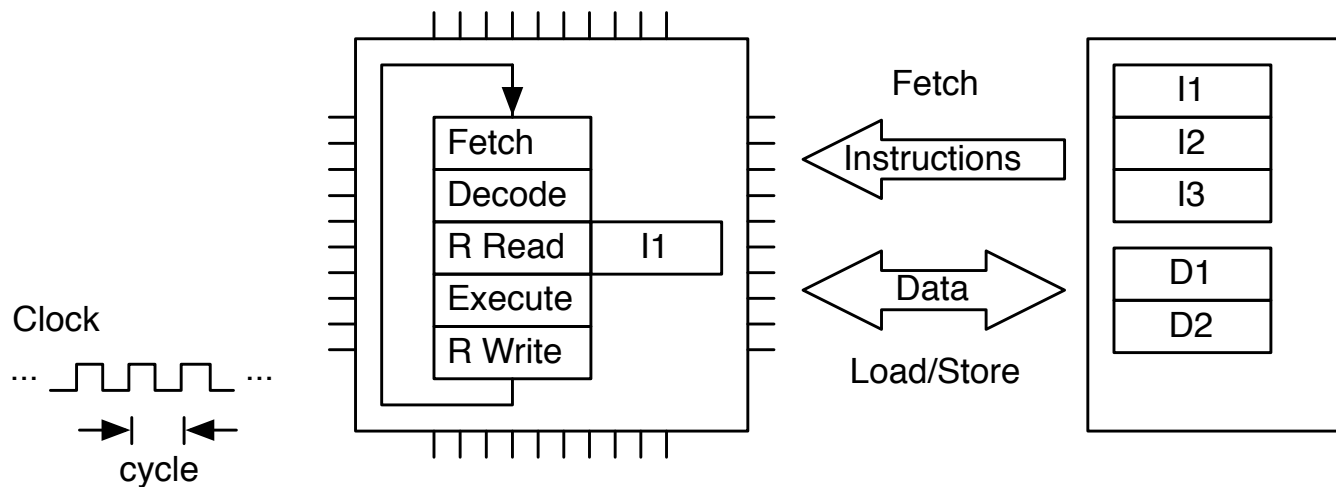 Clock
...
...
cycle
Fetch
Decode
R Read
I1
Execute
R Write
Fetch
Instructions
Data
Load/Store
I1
I2
I3
D1
D2